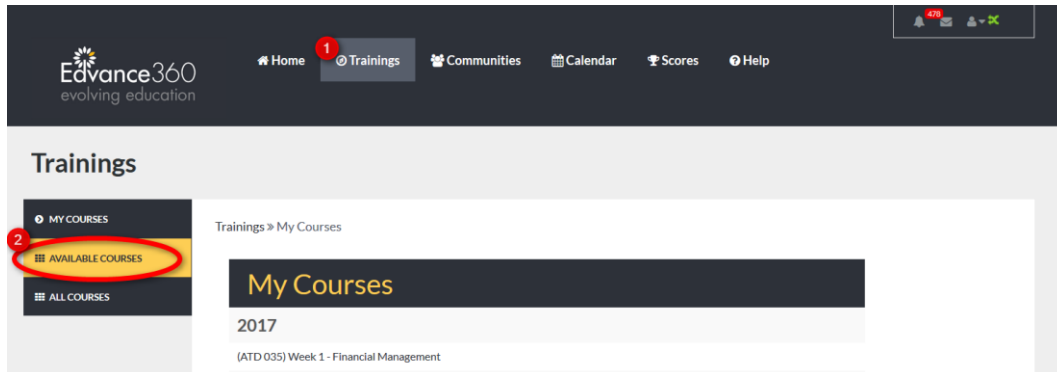 478
Edvance360
evolving education
1
Home Trainings Communities Calendar Scores Help
Trainings
MY COURSES
2
AVAILABLE COURSES
ALL COURSES
Trainings » My Courses
My Courses
2017
(ATD 035) Week 1 - Financial Management